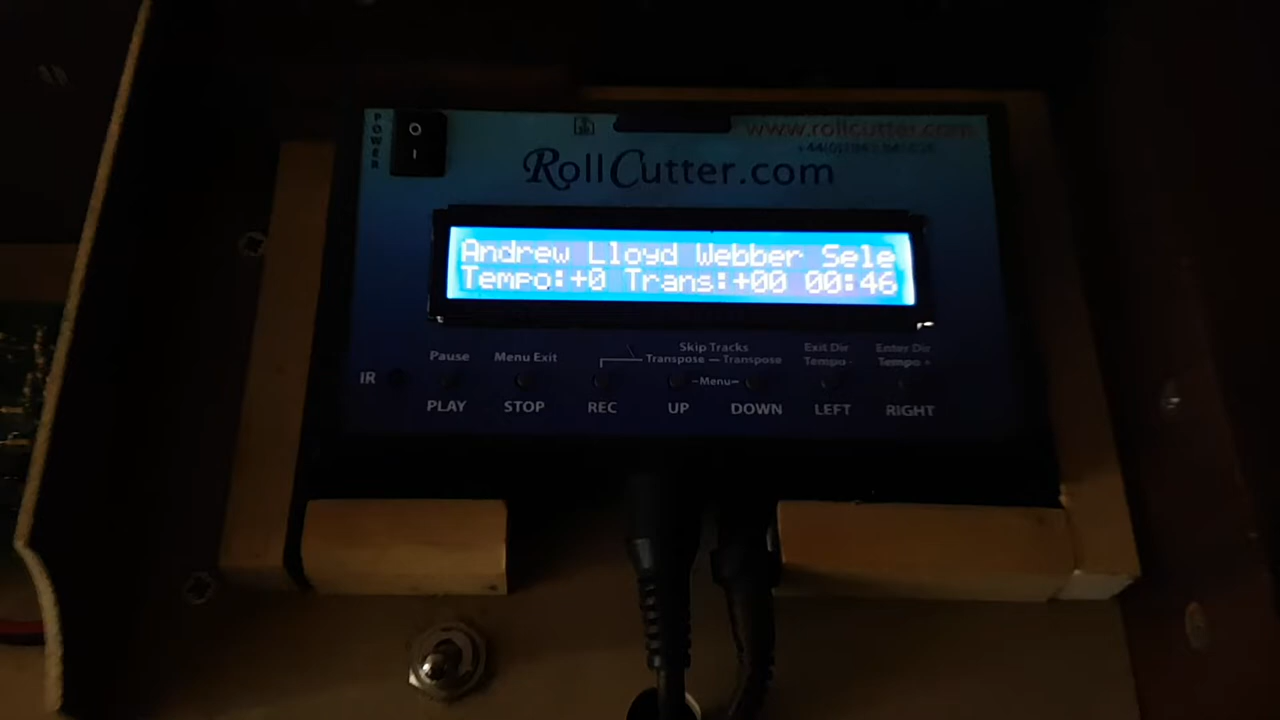 POWER
www.rollcutter.com
RollCutter.com
Andrew Lloyd Webber Sele
Tempo:+0 Trans:+00 00:46
Pause
Menu Exit
Skip Tracks
Transpose — Transpose
Exit Dir
Tempo -
Enter Dir
Tempo +
IR
-Menu-
PLAY
STOP
REC
UP
DOWN
LEFT
RIGHT